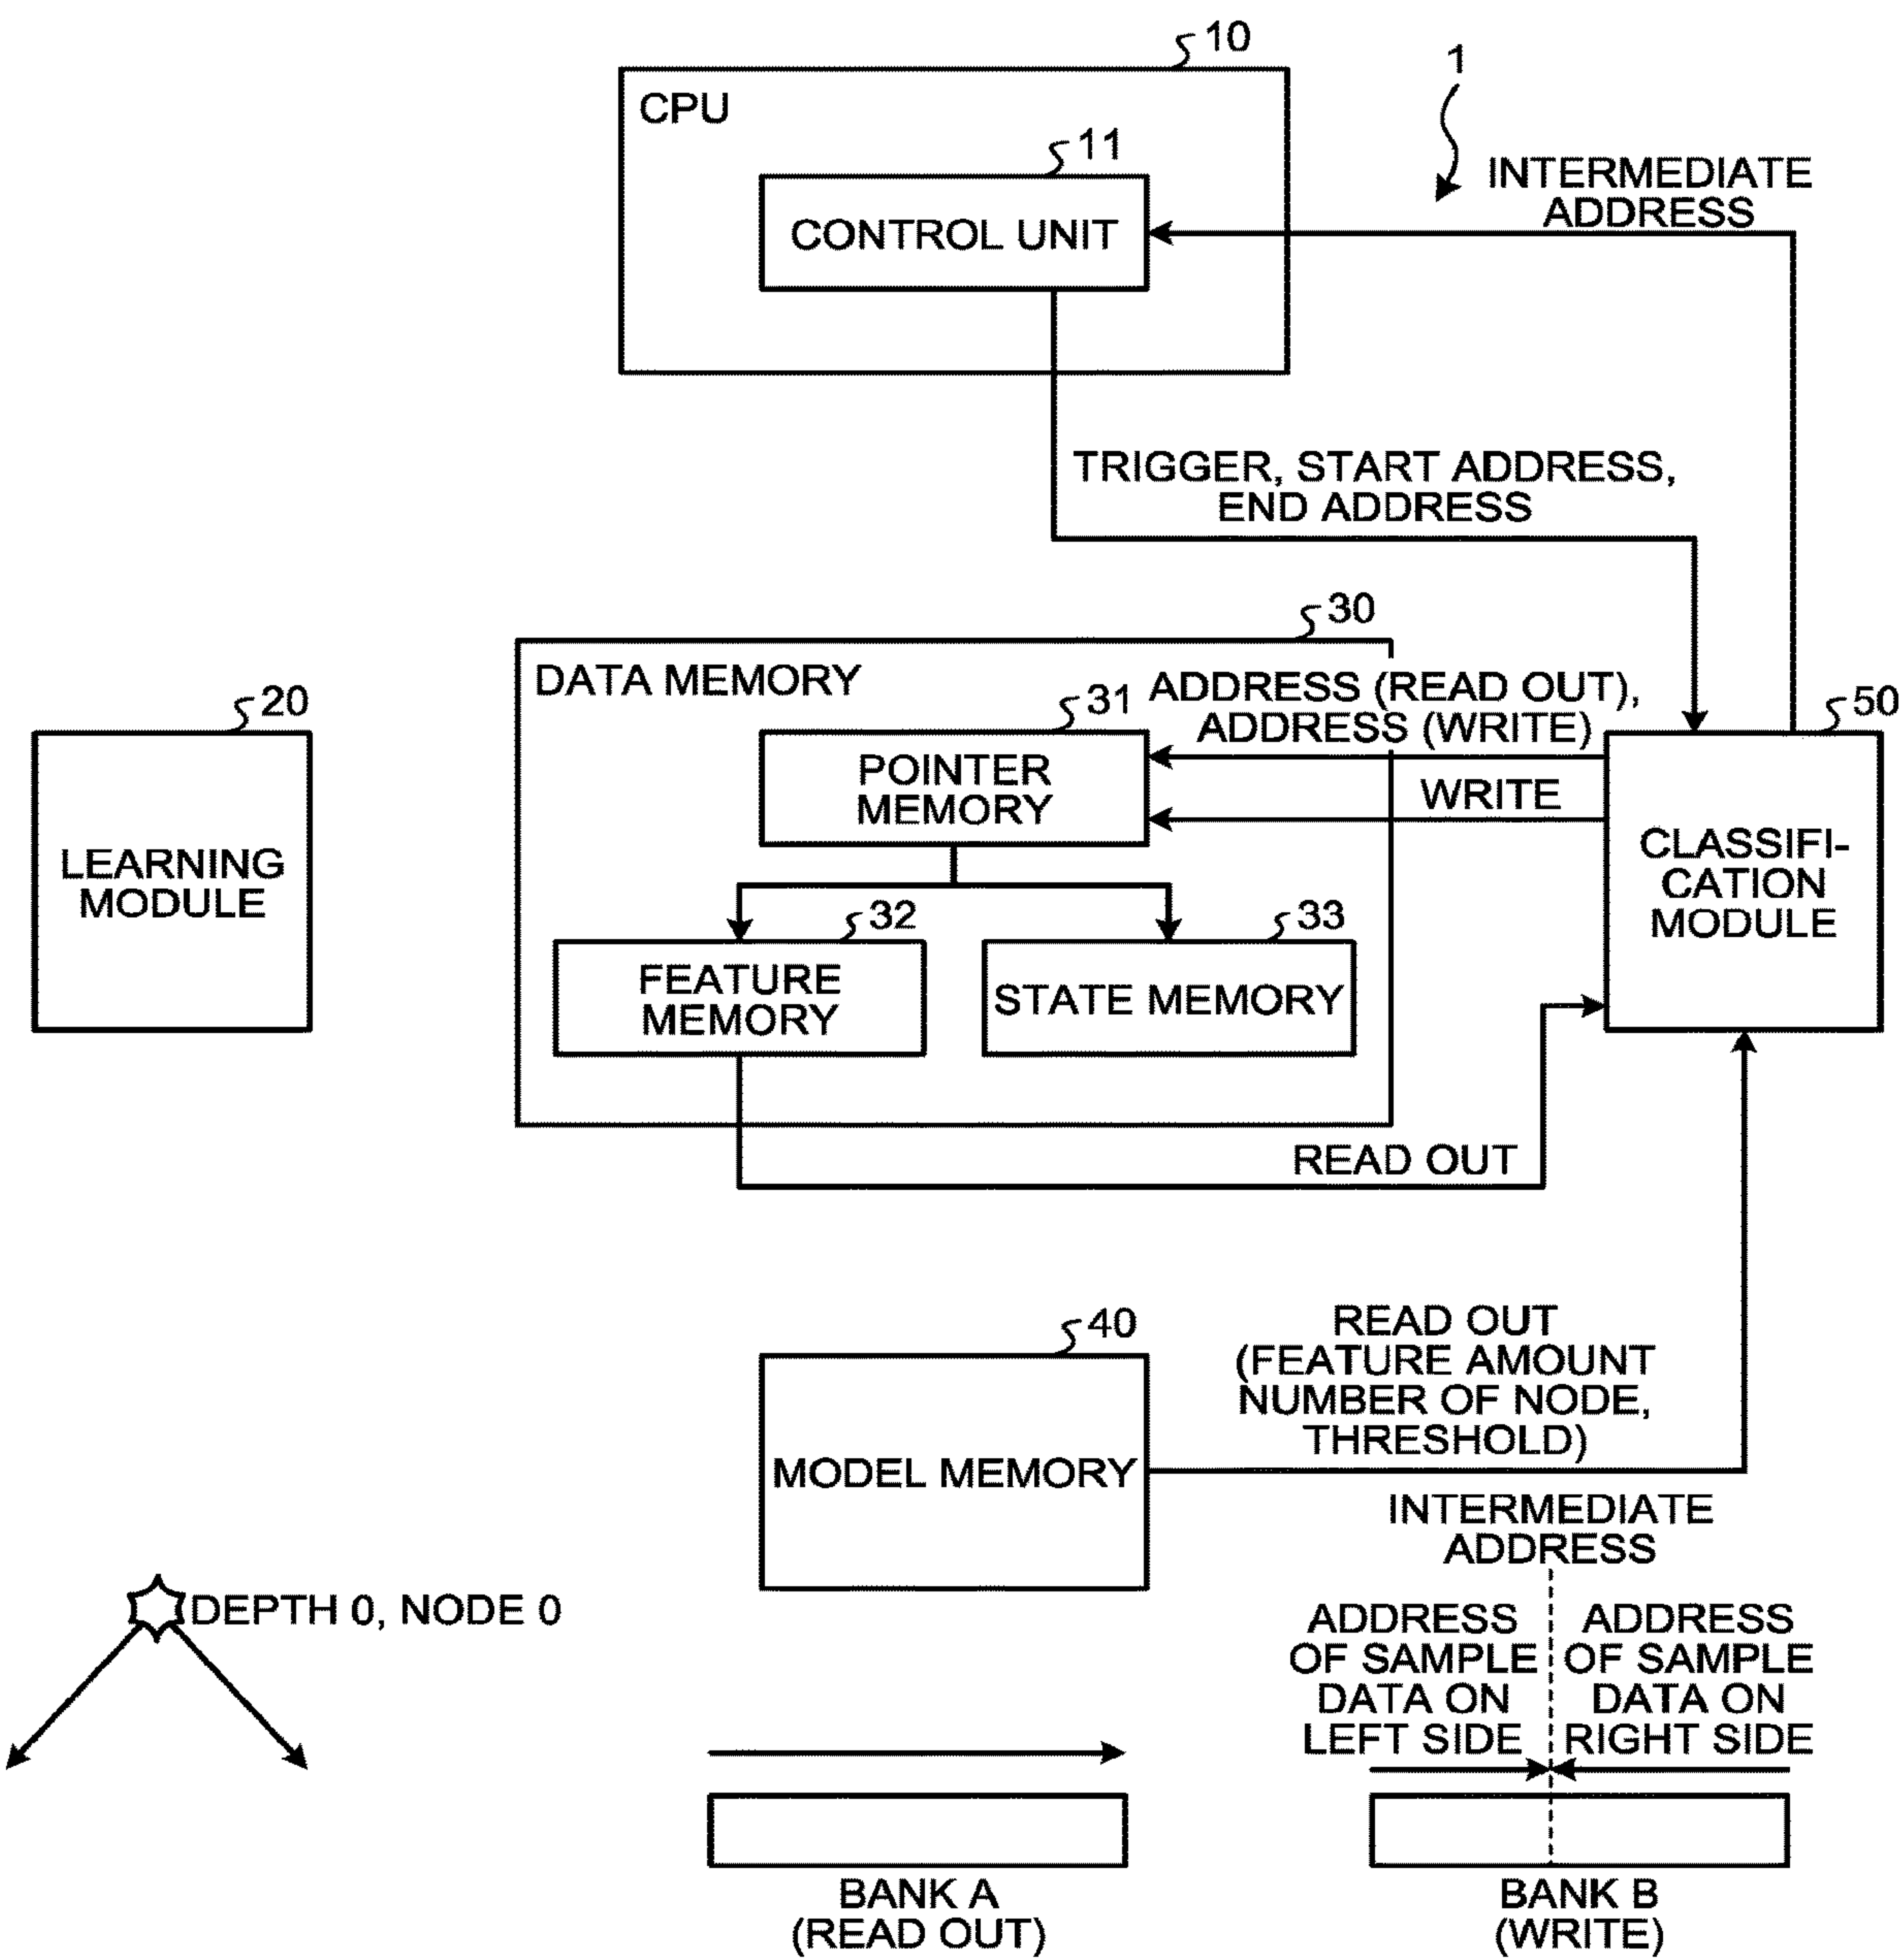 10
1
CPU
11
CONTROL UNIT
INTERMEDIATE
ADDRESS
TRIGGER, START ADDRESS,
END ADDRESS
30
DATA MEMORY
20
LEARNING
MODULE
31
POINTER
MEMORY
ADDRESS (READ OUT),
ADDRESS (WRITE)
WRITE
50
CLASSIFI-
CATION
MODULE
32
FEATURE
MEMORY
33
STATE MEMORY
READ OUT
40
MODEL MEMORY
READ OUT
(FEATURE AMOUNT
NUMBER OF NODE,
THRESHOLD)
DEPTH 0, NODE 0
INTERMEDIATE
ADDRESS
ADDRESS
OF SAMPLE
DATA ON
LEFT SIDE
ADDRESS
OF SAMPLE
DATA ON
RIGHT SIDE
BANK A
(READ OUT)
BANK B
(WRITE)